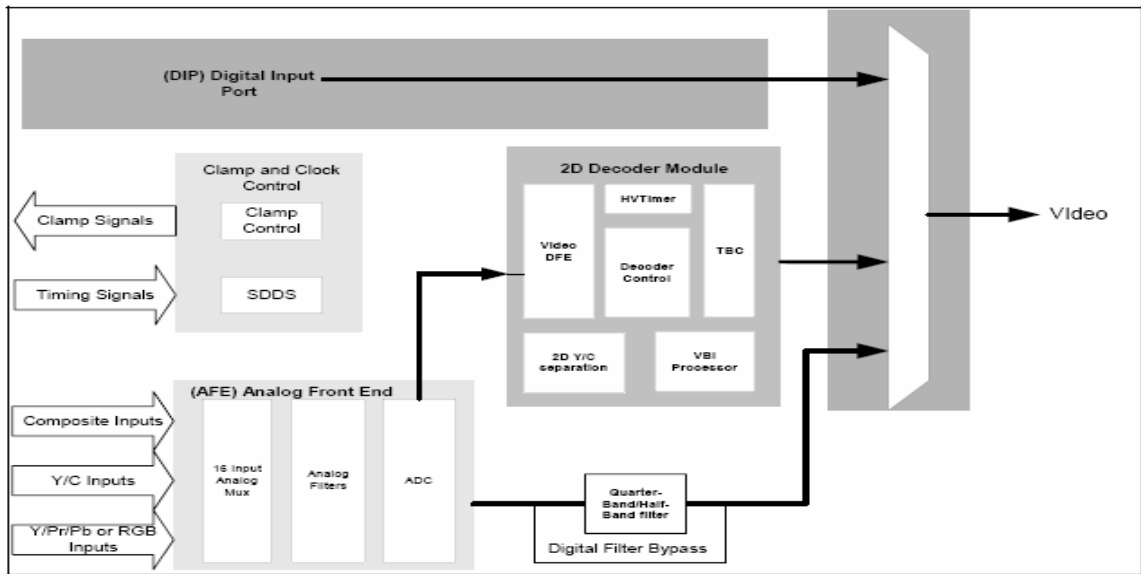 (DIP) Digital Input
Port
Clamp and Clock
Control
Clamp Signals
Clamp
Control
Timing Signals
SDDS
2D Decoder Module
HVTimer
Video
DFE
Decoder
Control
TBC
2D Y/C
separation
VBI
Processor
VIdeo
(AFE) Analog Front End
Composite Inputs
Y/C Inputs
Y/Pr/Pb or RGB
Inputs
16 Input
Analog
Mux
Analog
Filters
ADC
Quarter-
Band/Half-
Band filter
Digital Filter Bypass